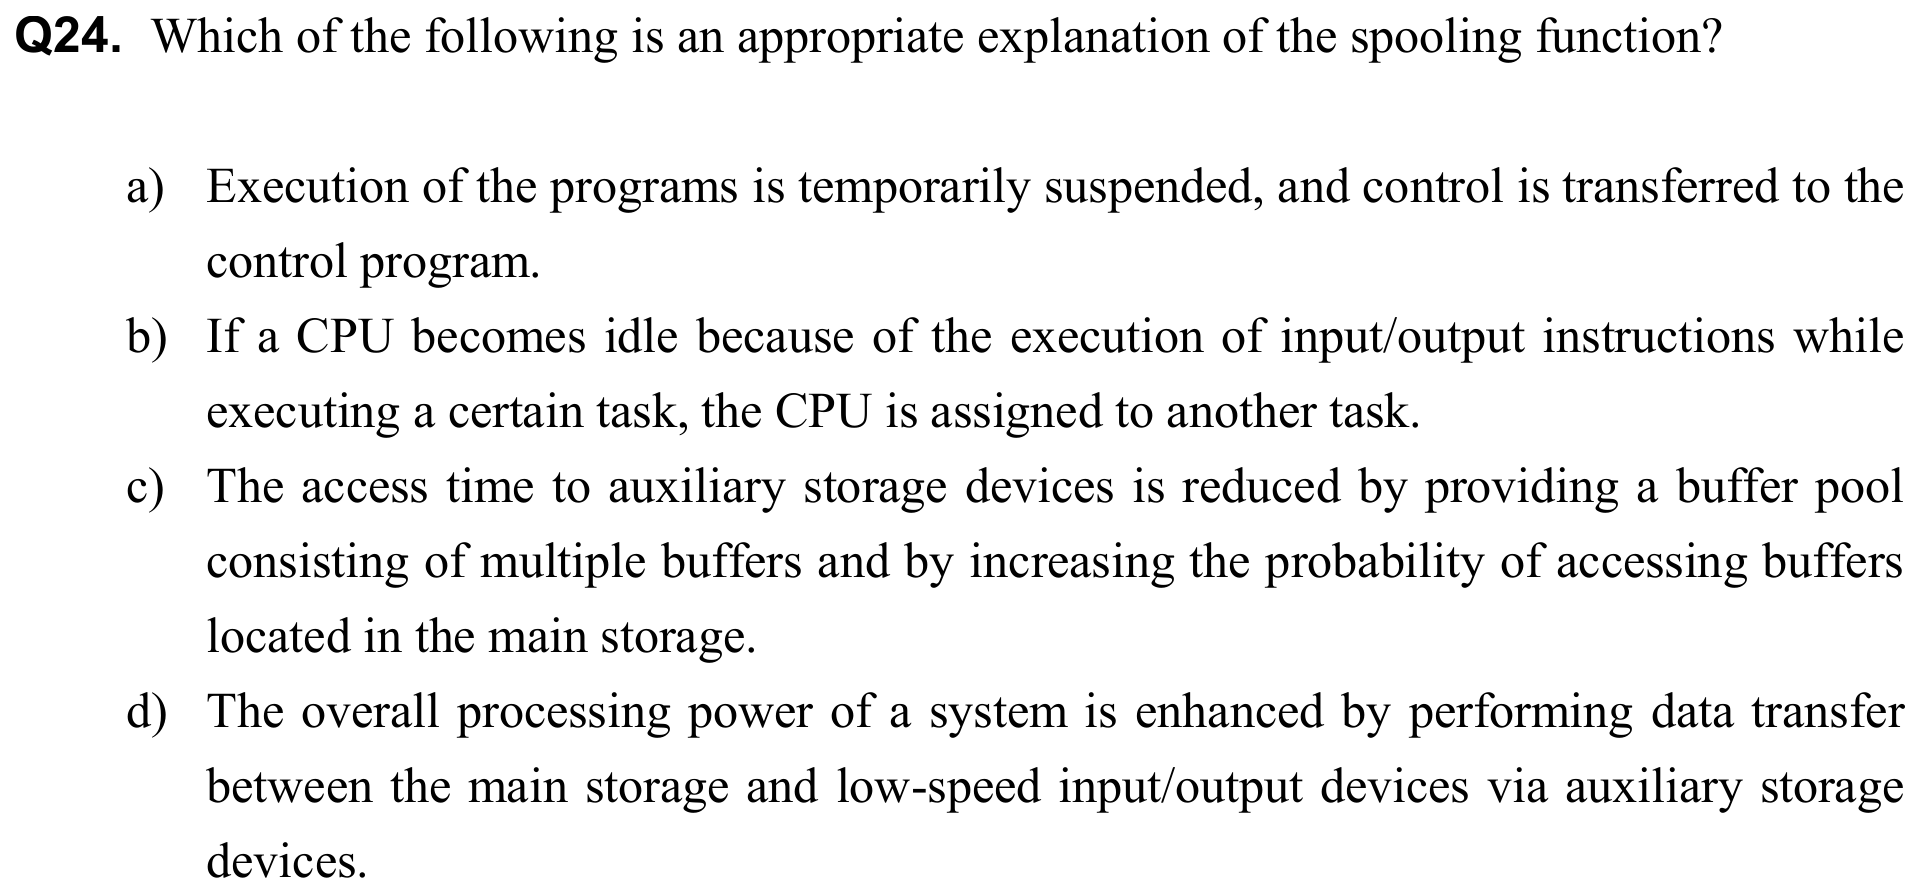 Q24. Which of the following is an appropriate explanation of the spooling function?
a) Execution of the programs is temporarily suspended, and control is transferred to the
control program.
b) If a CPU becomes idle because of the execution of input/output instructions while
executing a certain task, the CPU is assigned to another task.
c) The access time to auxiliary storage devices is reduced by providing a buffer pool
consisting of multiple buffers and by increasing the probability of accessing buffers
located in the main storage.
d) The overall processing power of a system is enhanced by performing data transfer
between the main storage and low-speed input/output devices via auxiliary storage
devices.